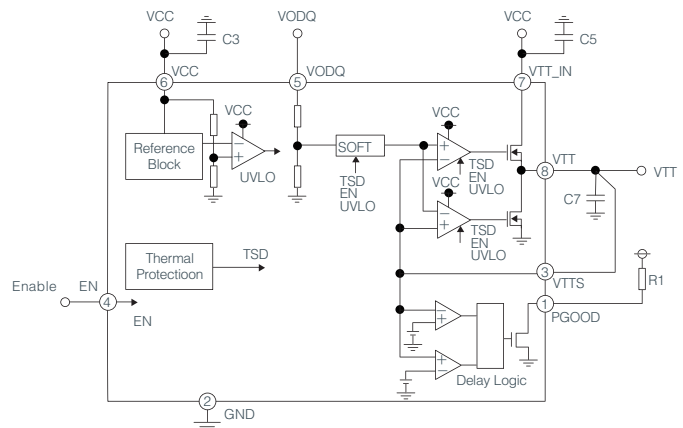 VCC
VODQ
VCC
C3
C5
VCC
VODQ
VTT_IN
6
5
7
VCC
VCC
Reference
Block
−
+
UVLO
SOFT
TSD
EN
UVLO
+
−
TSD
EN
UVLO
VCC
8
VTT
VTT
C7
−
+
TSD
EN
UVLO
Thermal
Protectioon
TSD
3
VTTS
R1
Enable
EN
4
EN
1
PGOOD
−
+
+
−
Delay Logic
2
GND